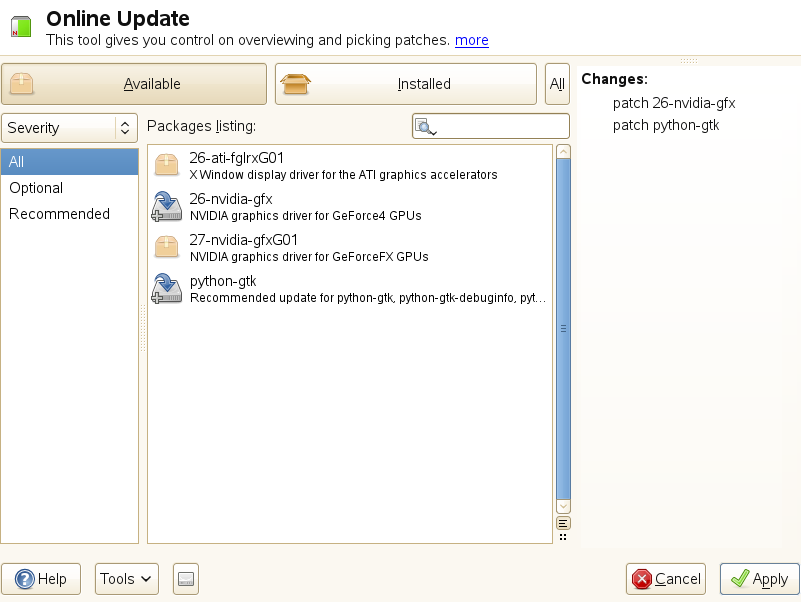 Online Update
This tool gives you control on overviewing and picking patches. more
Available
Installed
All
Changes:
patch 26-nvidia-gfx
patch python-gtk
Severity
Packages listing:
All
Optional
Recommended
26-ati-fglrxG01
X Window display driver for the ATI graphics accelerators
26-nvidia-gfx
NVIDIA graphics driver for GeForce4 GPUs
27-nvidia-gfxG01
NVIDIA graphics driver for GeForceFX GPUs
python-gtk
Recommended update for python-gtk, python-gtk-debuginfo, pyt...
Help
Tools
Cancel
Apply